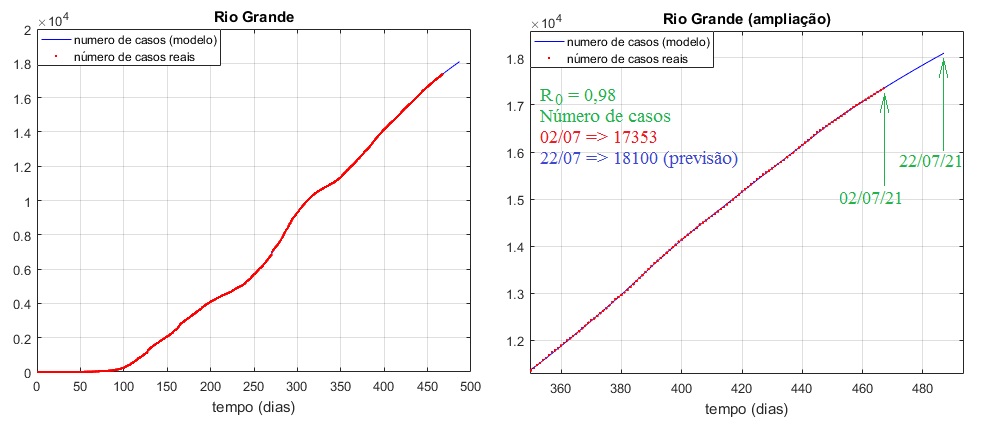 Rio Grande
×10⁴
numero de casos (modelo)
número de casos reais
2
1.8
1.6
1.4
1.2
1
0.8
0.6
0.4
0.2
0
0 50 100 150 200 250 300 350 400 450 500
tempo (dias)
Rio Grande (ampliação)
×10⁴
numero de casos (modelo)
número de casos reais
1.8
1.7
1.6
1.5
1.4
1.3
1.2
R0 = 0,98
Número de casos
02/07 => 17353
22/07 => 18100 (previsão)
22/07/21
02/07/21
360 380 400 420 440 460 480
tempo (dias)